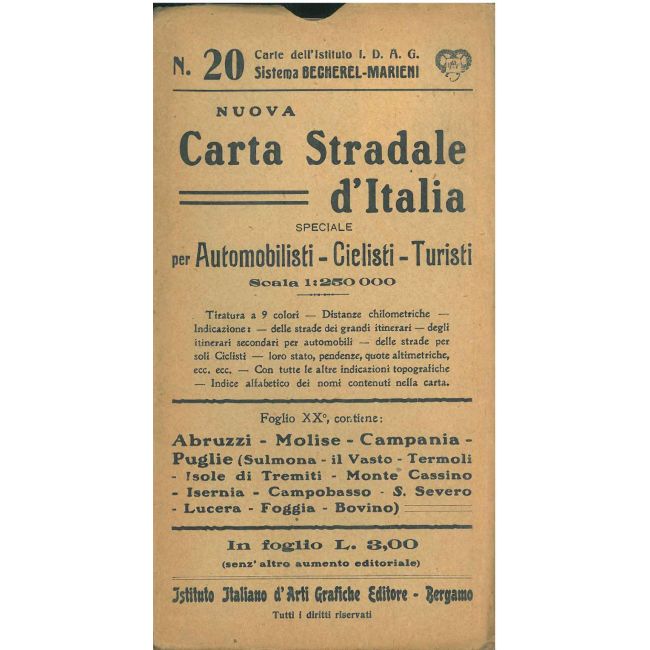 N. 20 Carte dell'Istituto I. D. A. G.
Sistema BECHEREL-MARIENI
NUOVA
Carta Stradale
d'Italia
SPECIALE
per Automobilisti - Ciclisti - Turisti
Scala 1:250 000
Tiratura a 9 colori — Distanze chilometriche —
Indicazione: — delle strade dei grandi itinerari — degli
itinerari secondari per automobili — delle strade per
soli Ciclisti — loro stato, pendenze, quote altimetriche,
ecc. ecc. — Con tutte le altre indicazioni topografiche
— Indice alfabetico dei nomi contenuti nella carta.
Foglio XX°, contiene:
Abruzzi - Molise - Campania -
Puglie (Sulmona - il Vasto - Termoli
- Isole di Tremiti - Monte Cassino
- Isernia - Campobasso - S. Severo
- Lucera - Foggia - Bovino)
In foglio L. 3,00
(senz' altro aumento editoriale)
Istituto Italiano d'Arti Grafiche Editore - Bergamo
Tutti i diritti riservati